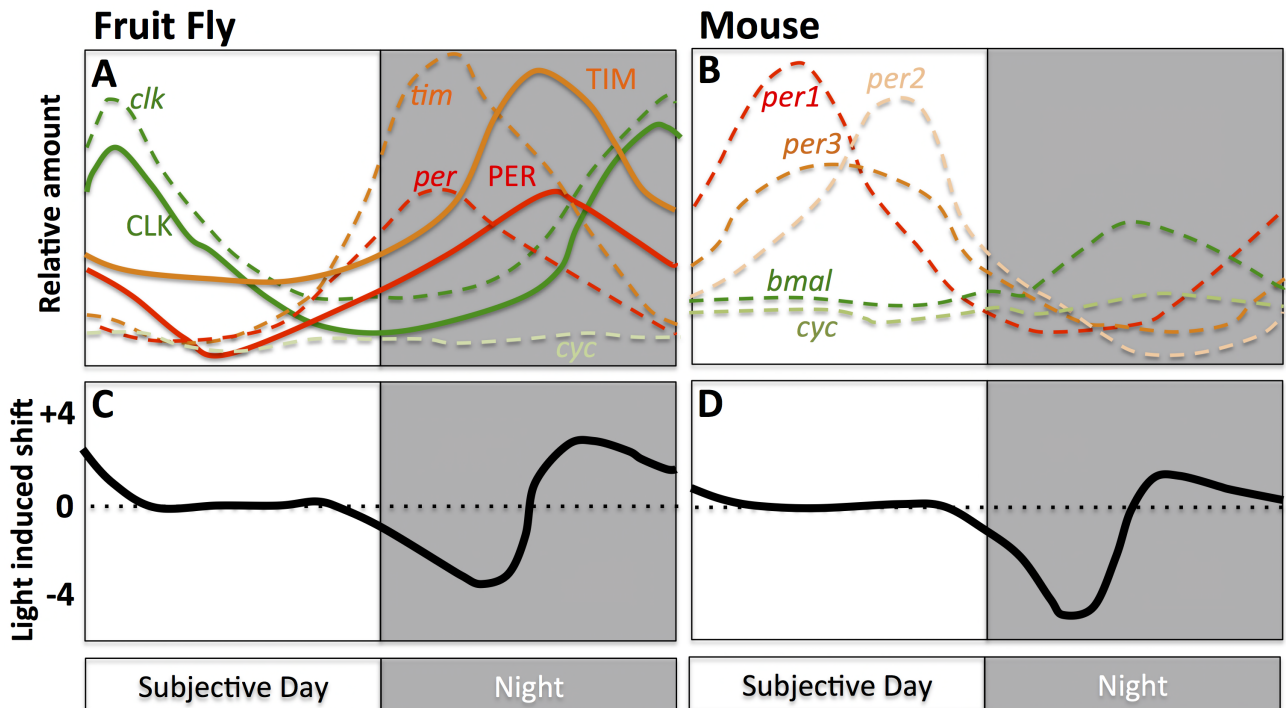 Fruit Fly
Mouse
Relative amount
A
clk
CLK
tim
TIM
per
PER
cyc
B
per1
per2
per3
bmal
cyc
Light induced shift
+4
0
-4
C
D
Subjective Day
Night
Subjective Day
Night